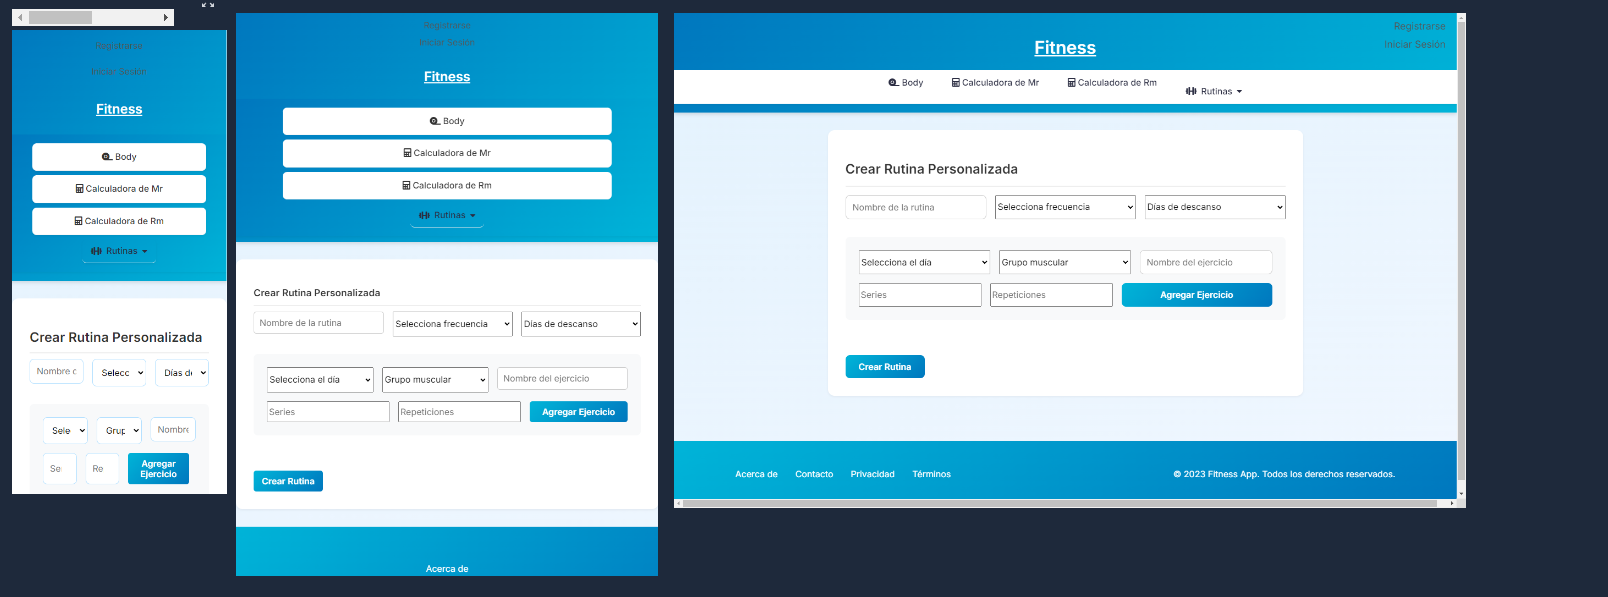 Registrarse
Iniciar Sesión
Fitness
Body
Calculadora de Mr
Calculadora de Rm
Rutinas
Crear Rutina Personalizada
Nombre d
Selecc
Días de
Sele
Grup
Nombre
Se
Re
Agregar
Ejercicio
Registrarse
Iniciar Sesión
Fitness
Body
Calculadora de Mr
Calculadora de Rm
Rutinas
Crear Rutina Personalizada
Nombre de la rutina
Selecciona frecuencia
Días de descanso
Selecciona el día
Grupo muscular
Nombre del ejercicio
Series
Repeticiones
Agregar Ejercicio
Crear Rutina
Acerca de
Registrarse
Iniciar Sesión
Fitness
Body
Calculadora de Mr
Calculadora de Rm
Rutinas
Crear Rutina Personalizada
Nombre de la rutina
Selecciona frecuencia
Días de descanso
Selecciona el día
Grupo muscular
Nombre del ejercicio
Series
Repeticiones
Agregar Ejercicio
Crear Rutina
Acerca de
Contacto
Privacidad
Términos
© 2023 Fitness App. Todos los derechos reservados.